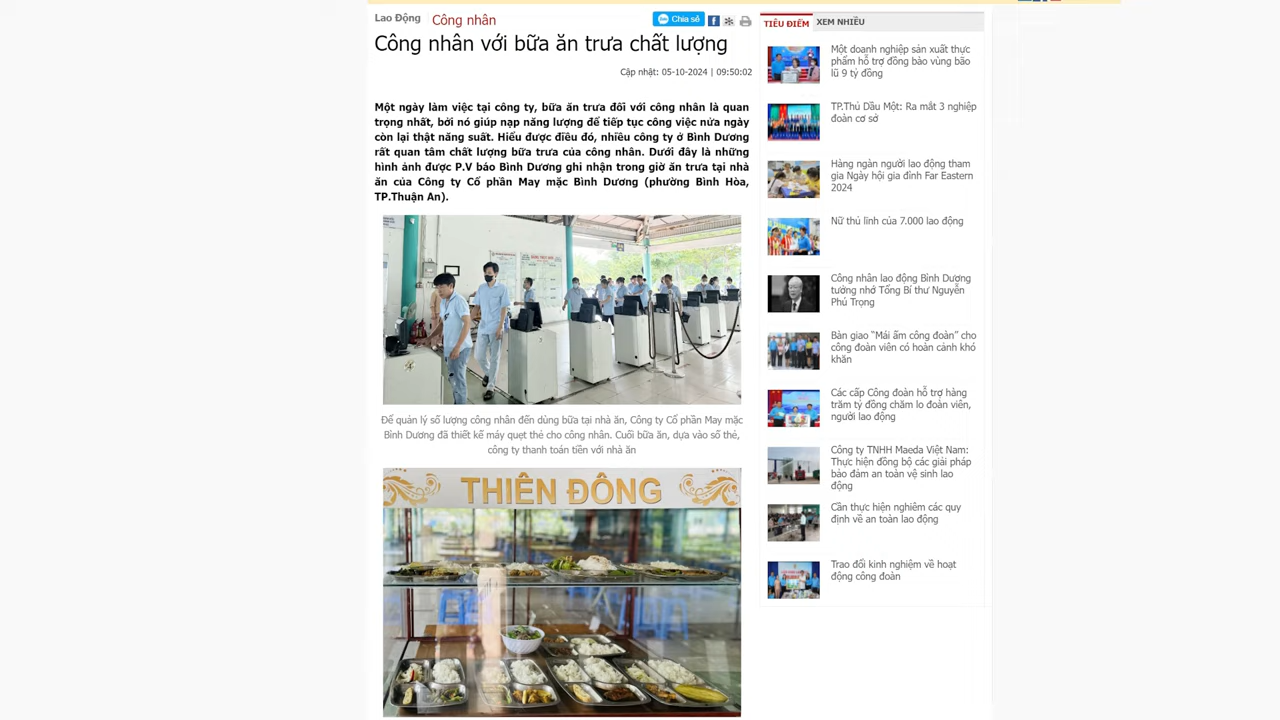 Lao Động
Công nhân
Chia sẻ
Công nhân với bữa ăn trưa chất lượng
Cập nhật: 05-10-2024 | 09:50:02
Một ngày làm việc tại công ty, bữa ăn trưa đối với công nhân là quan
trọng nhất, bởi nó giúp nạp năng lượng để tiếp tục công việc nửa ngày
còn lại thật năng suất. Hiểu được điều đó, nhiều công ty ở Bình Dương
rất quan tâm chất lượng bữa trưa của công nhân. Dưới đây là những
hình ảnh được P.V báo Bình Dương ghi nhận trong giờ ăn trưa tại nhà
ăn của Công ty Cổ phần May mặc Bình Dương (phường Bình Hòa,
TP.Thuận An).
Để quản lý số lượng công nhân đến dùng bữa tại nhà ăn, Công ty Cổ phần May mặc
Bình Dương đã thiết kế máy quẹt thẻ cho công nhân. Cuối bữa ăn, dựa vào số thẻ,
công ty thanh toán tiền với nhà ăn
THIÊN ĐÔNG
TIÊU ĐIỂM
XEM NHIỀU
Một doanh nghiệp sản xuất thực
phẩm hỗ trợ đồng bào vùng bão
lũ 9 tỷ đồng
TP.Thủ Dầu Một: Ra mắt 3 nghiệp
đoàn cơ sở
Hàng ngàn người lao động tham
gia Ngày hội gia đình Far Eastern
2024
Nữ thủ lĩnh của 7.000 lao động
Công nhân lao động Bình Dương
tưởng nhớ Tổng Bí thư Nguyễn
Phú Trọng
Bàn giao “Mái ấm công đoàn” cho
công đoàn viên có hoàn cảnh khó
khăn
Các cấp Công đoàn hỗ trợ hàng
trăm tỷ đồng chăm lo đoàn viên,
người lao động
Công ty TNHH Maeda Việt Nam:
Thực hiện đồng bộ các giải pháp
bảo đảm an toàn vệ sinh lao
động
Cần thực hiện nghiêm các quy
định về an toàn lao động
Trao đổi kinh nghiệm về hoạt
động công đoàn